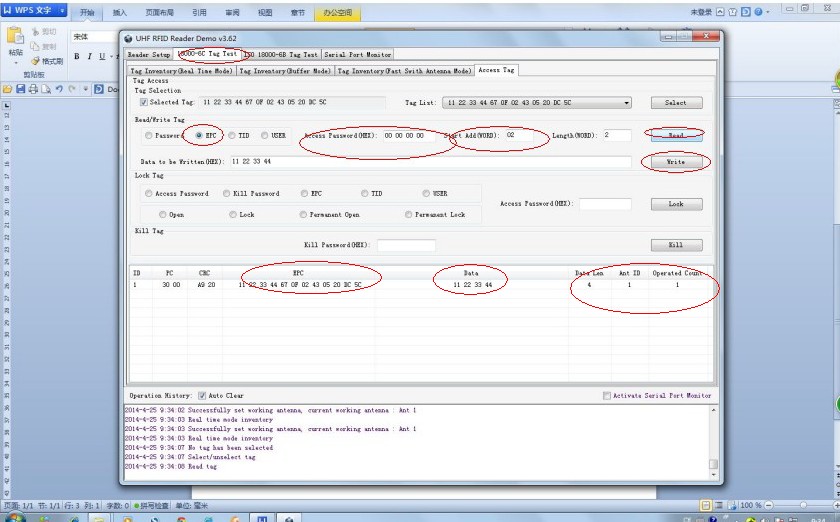 WPS 文字
开始
插入
页面布局
引用
审阅
视图
章节
办公空间
未登录
粘贴
剪切
复制
格式刷
剪贴板
宋体
B I U
UHF RFID Reader Demo v3.62
Reader Setup
18000-6C Tag Test
ISO 18000-6B Tag Test
Serial Port Monitor
Tag Inventory(Real Time Mode)
Tag Inventory(Buffer Mode)
Tag Inventory(Fast Swith Antenna Mode)
Access Tag
Tag Access
Tag Selection
Selected Tag: 11 22 33 44 67 0F 02 43 05 20 DC 5C
Tag List: 11 22 33 44 67 0F 02 43 05 20 DC 5C
Select
Read/Write Tag
Password EPC TID USER
Access Password(HEX): 00 00 00 00
Start Add(WORD): 02
Length(WORD): 2
Read
Data to be Written(HEX): 11 22 33 44
Write
Lock Tag
Access Password Kill Password EPC TID USER
Open Lock Permanent Open Permanent Lock
Access Password(HEX):
Lock
Kill Tag
Kill Password(HEX):
Kill
ID PC CRC EPC Data Data Len Ant ID Operated Count
1 30 00 A9 20 11 22 33 44 67 0F 02 43 05 20 DC 5C 11 22 33 44 4 1 1
Operation History: Auto Clear
Activate Serial Port Monitor
2014-4-25 9:34:02 Successfully set working antenna, current working antenna : Ant 1
2014-4-25 9:34:03 Real time mode inventory
2014-4-25 9:34:03 Successfully set working antenna, current working antenna : Ant 1
2014-4-25 9:34:03 Real time mode inventory
2014-4-25 9:34:07 No tag has been selected
2014-4-25 9:34:07 Select/unselect tag
2014-4-25 9:34:08 Read tag
页面: 1/1 节: 1/1 行: 3 列: 1 字数: 0 拼写检查 单位: 厘米
100 %